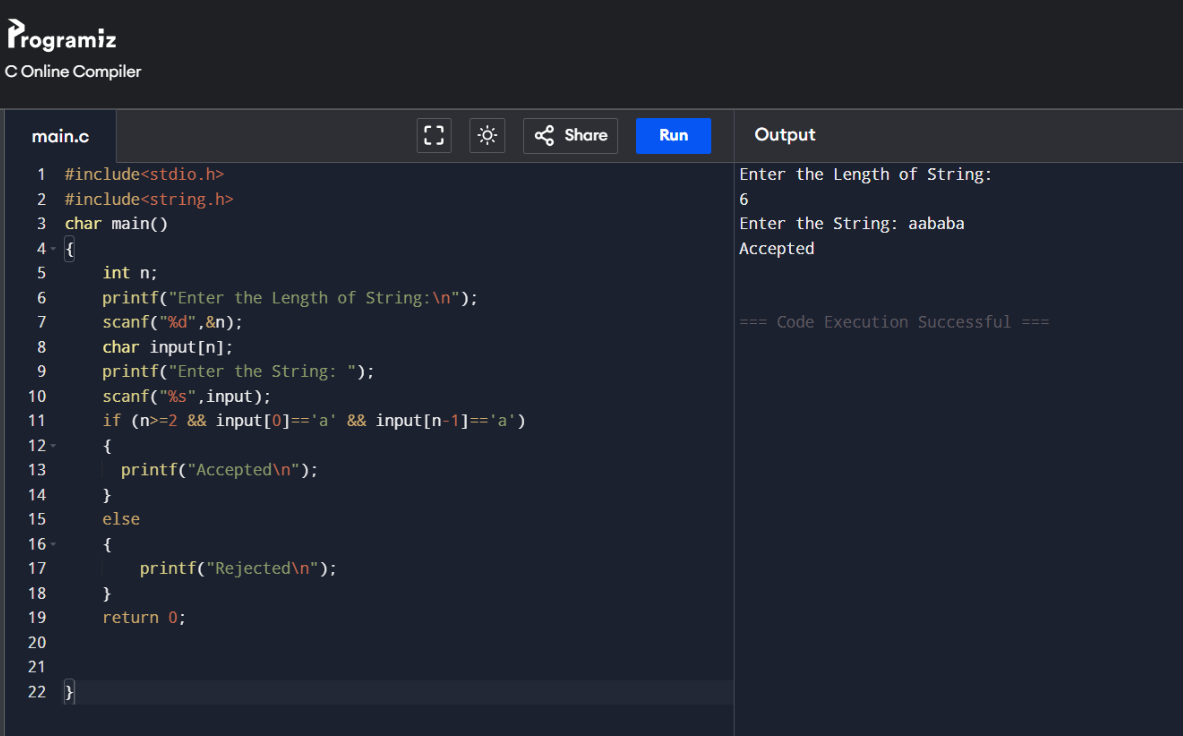 Programiz
C Online Compiler
main.c
Share
Run
Output
1 #include<stdio.h>
2 #include<string.h>
3 char main()
4 {
5     int n;
6     printf("Enter the Length of String:\n");
7     scanf("%d",&n);
8     char input[n];
9     printf("Enter the String: ");
10     scanf("%s",input);
11     if (n>=2 && input[0]=='a' && input[n-1]=='a')
12     {
13       printf("Accepted\n");
14     }
15     else
16     {
17         printf("Rejected\n");
18     }
19     return 0;
20
21
22 }
Enter the Length of String:
6
Enter the String: aababa
Accepted
=== Code Execution Successful ===